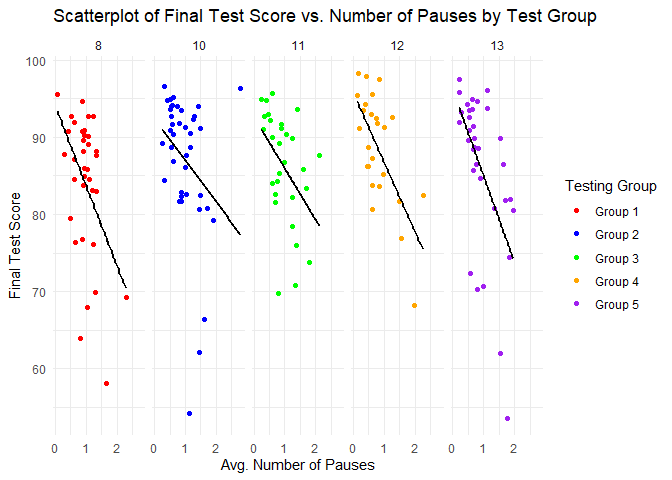 Scatterplot of Final Test Score vs. Number of Pauses by Test Group
8 10 11 12 13
100
90
80
70
60
Final Test Score
0 1 2 0 1 2 0 1 2 0 1 2 0 1 2
Avg. Number of Pauses
Testing Group
Group 1
Group 2
Group 3
Group 4
Group 5